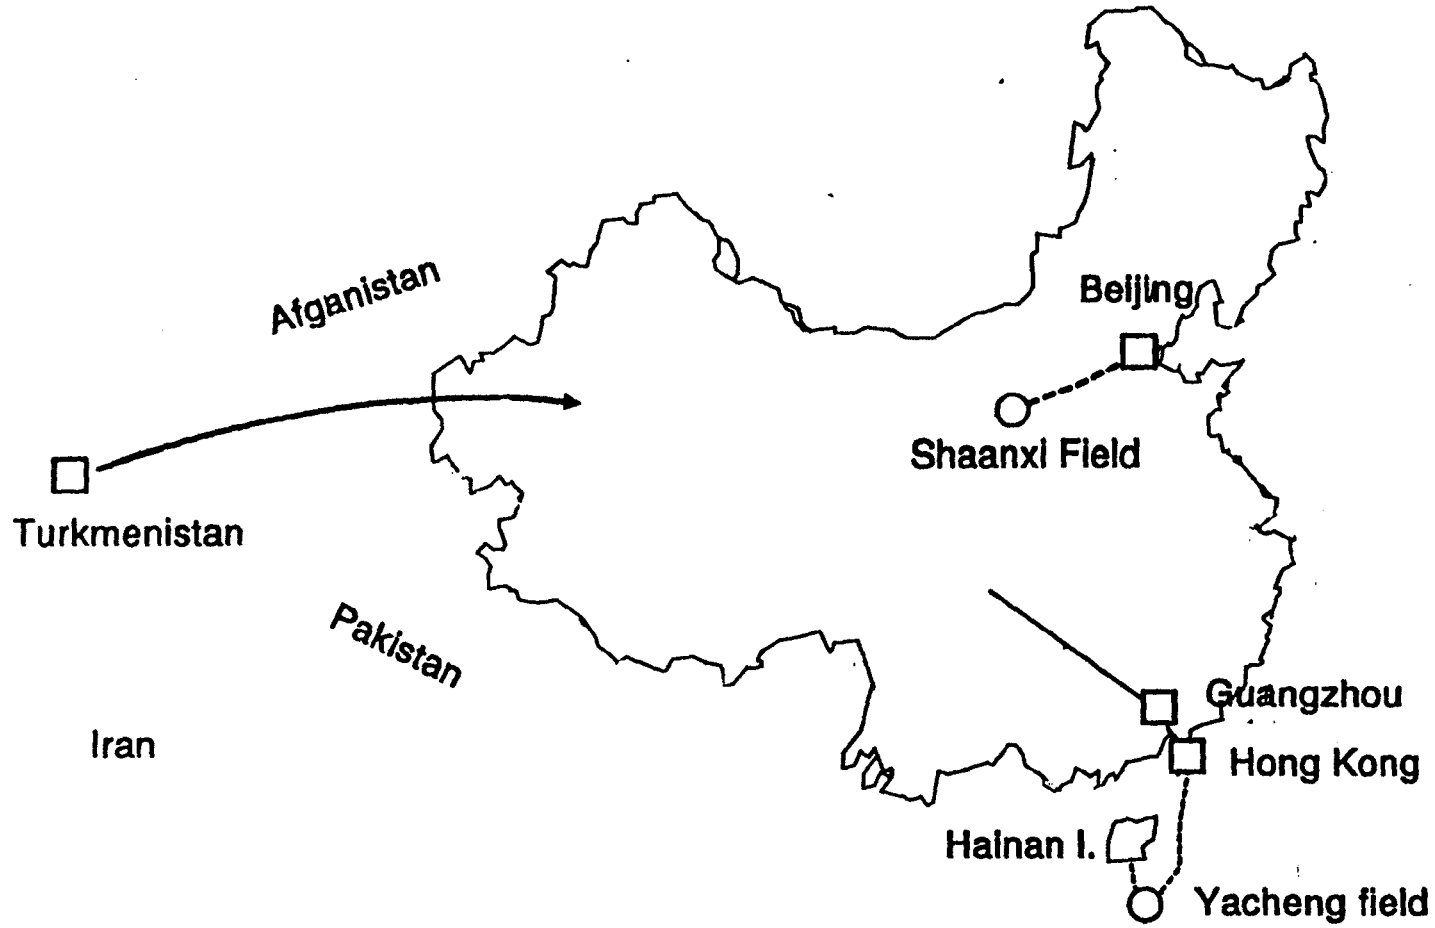 Afganistan
Beijing
Shaanxi Field
Turkmenistan
Pakistan
Guangzhou
Iran
Hong Kong
Hainan I.
Yacheng field